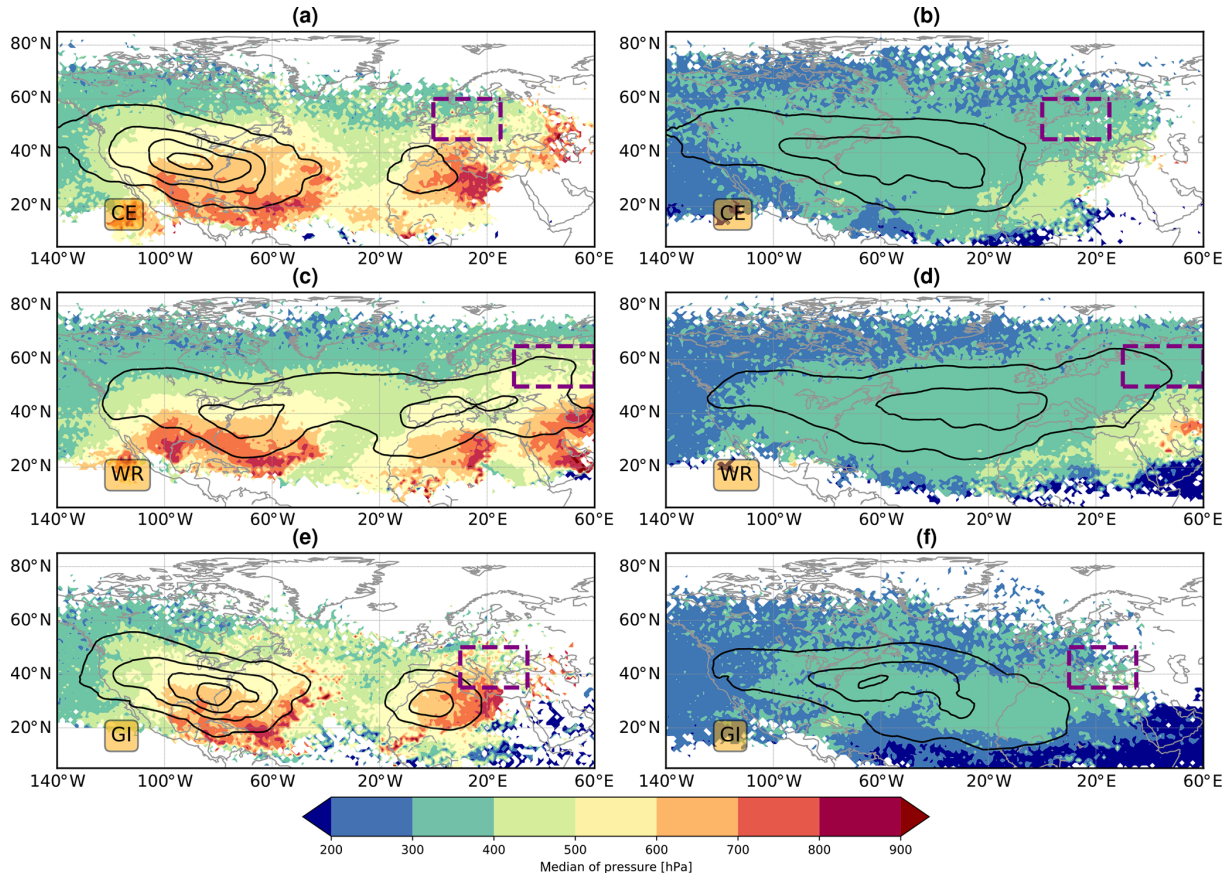 (a) (b)
80°N 80°N
60°N 60°N
40°N 40°N
20°N 20°N
CE CE
140°W 100°W 60°W 20°W 20°E 60°E 140°W 100°W 60°W 20°W 20°E 60°E
(c) (d)
80°N 80°N
60°N 60°N
40°N 40°N
20°N 20°N
WR WR
140°W 100°W 60°W 20°W 20°E 60°E 140°W 100°W 60°W 20°W 20°E 60°E
(e) (f)
80°N 80°N
60°N 60°N
40°N 40°N
20°N 20°N
GI GI
140°W 100°W 60°W 20°W 20°E 60°E 140°W 100°W 60°W 20°W 20°E 60°E
200 300 400 500 600 700 800 900
Median of pressure [hPa]